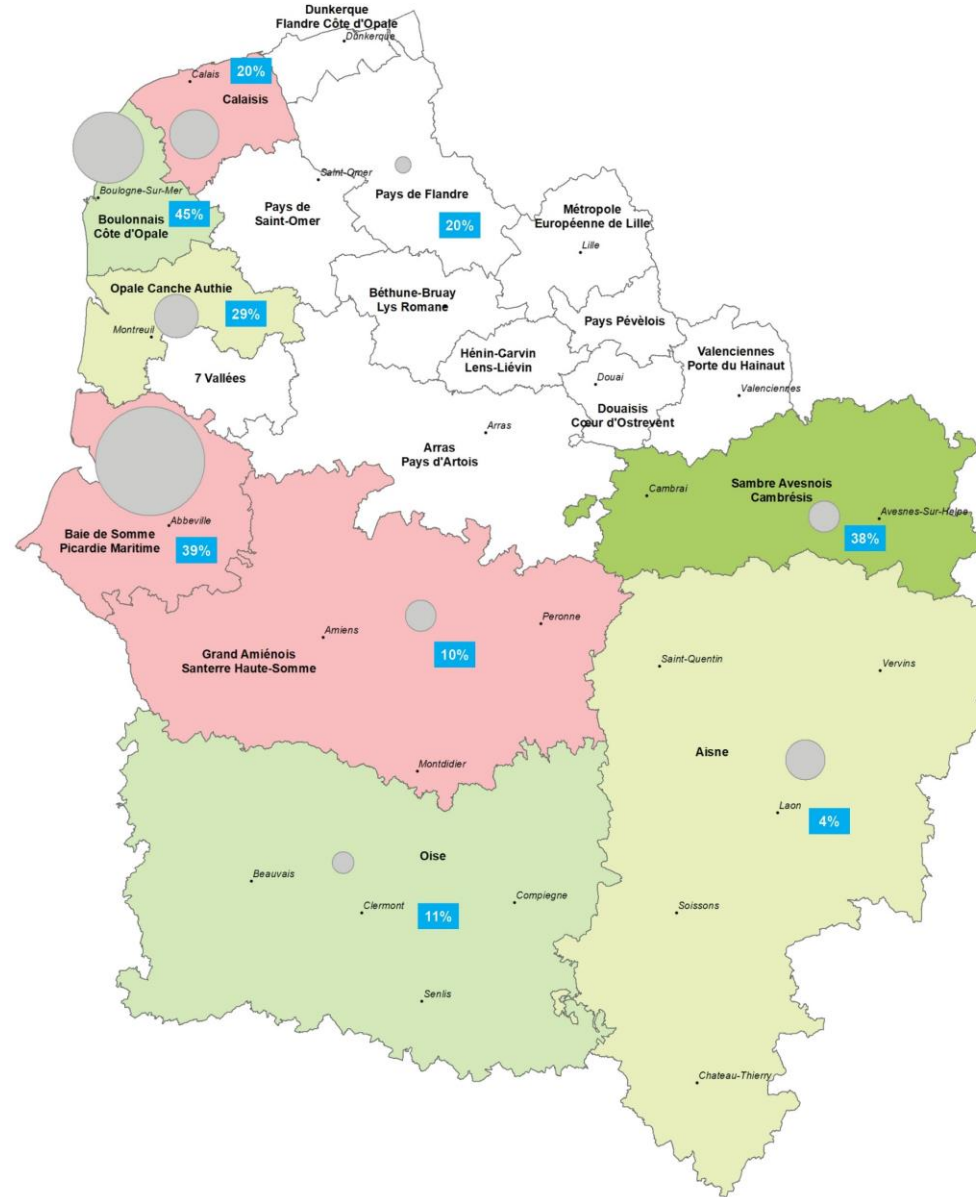 Dunkerque
Flandre Côte d'Opale
Dunkerque
20%
Calais
Calaisis
Saint-Omer
Boulogne-Sur-Mer
Pays de Flandre
Pays de
Saint-Omer
Métropole
Européenne de Lille
Boulonnais
Côte d'Opale
45%
20%
Lille
Opale Canche Authie
29%
Béthune-Bruay
Lys Romane
Pays Pévèlois
Montreuil
Hénin-Carvin
Lens-Liévin
Valenciennes
Porte du Hainaut
7 Vallées
Douai
Valenciennes
Douaisis
Cœur d'Ostrevent
Arras
Arras
Pays d'Artois
Sambre Avesnois
Cambrésis
Cambrai
Avesnes-Sur-Helpe
Abbeville
Baie de Somme
Picardie Maritime
39%
38%
Amiens
Peronne
Grand Amiénois
Santerre Haute-Somme
10%
Saint-Quentin
Vervins
Aisne
Montdidier
Laon
4%
Oise
Beauvais
Clermont
Compiegne
11%
Soissons
Senlis
Chateau-Thierry